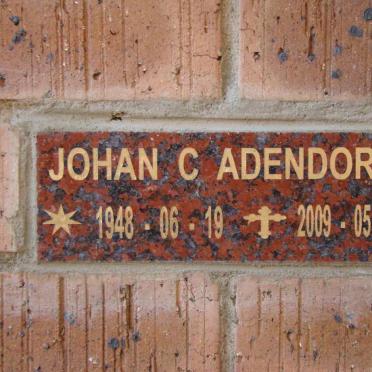 JOHAN C ADENDOR
1948 - 06 - 19 2009 - 05